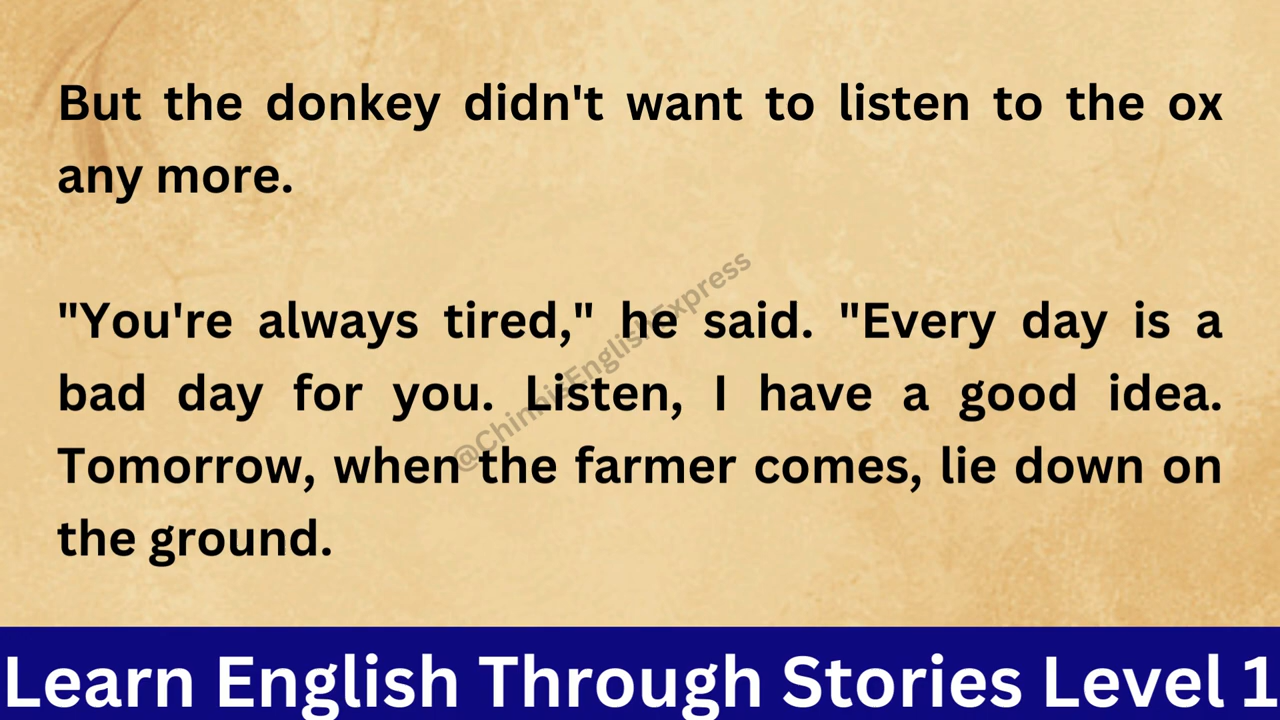 But the donkey didn't want to listen to the ox
any more.
"You're always tired," he said. "Every day is a
bad day for you. Listen, I have a good idea.
Tomorrow, when the farmer comes, lie down on
the ground.
@ChinnisEnglishExpress
Learn English Through Stories Level 1